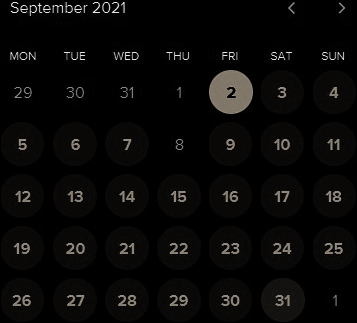 September 2021
MON TUE WED THU FRI SAT SUN
29 30 31 1 2 3 4
5 6 7 8 9 10 11
12 13 14 15 16 17 18
19 20 21 22 23 24 25
26 27 28 29 30 31 1